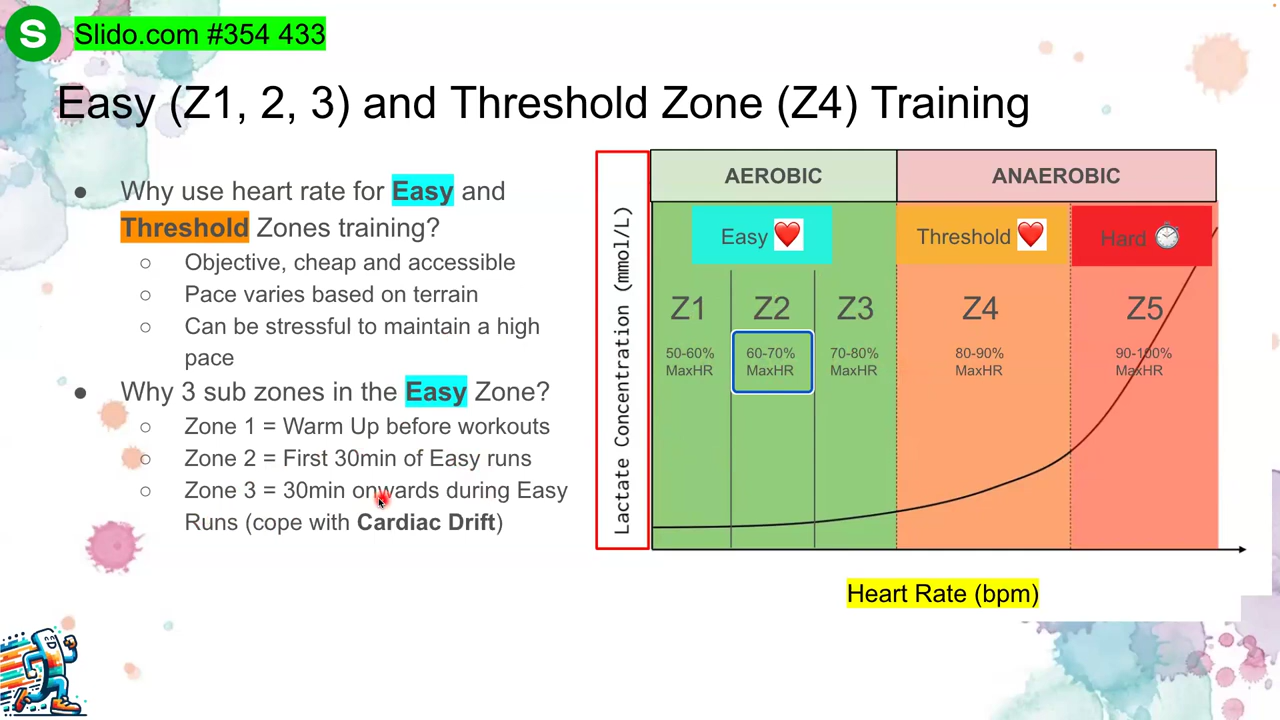 S Slido.com #354 433
Easy (Z1, 2, 3) and Threshold Zone (Z4) Training
● Why use heart rate for Easy and
Threshold Zones training?
○ Objective, cheap and accessible
○ Pace varies based on terrain
○ Can be stressful to maintain a high
pace
● Why 3 sub zones in the Easy Zone?
○ Zone 1 = Warm Up before workouts
○ Zone 2 = First 30min of Easy runs
○ Zone 3 = 30min onwards during Easy
Runs (cope with Cardiac Drift)
Lactate Concentration (mmol/L)
AEROBIC
ANAEROBIC
Easy ❤️
Threshold ❤️
Hard ⏱️
Z1
Z2
Z3
Z4
Z5
50-60%
MaxHR
60-70%
MaxHR
70-80%
MaxHR
80-90%
MaxHR
90-100%
MaxHR
Heart Rate (bpm)